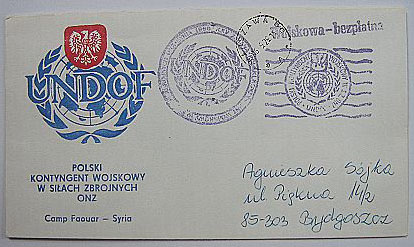 UNDOF
POLSKI
KONTYNGENT WOJSKOWY
W SIŁACH ZBROJNYCH
ONZ
Camp Faouar – Syria
UNDOF
skowa-bezpłatna
Agnieszka Sójka
ul. Piękna 14/2
85-303 Bydgoszcz